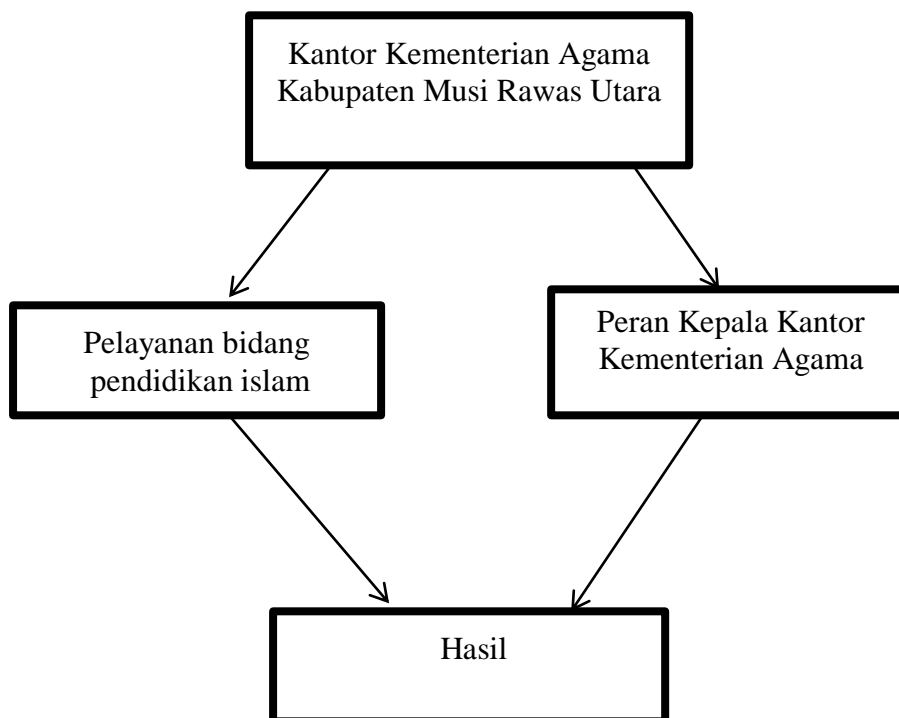 Kantor Kementerian Agama
Kabupaten Musi Rawas Utara
Pelayanan bidang
pendidikan islam
Peran Kepala Kantor
Kementerian Agama
Hasil